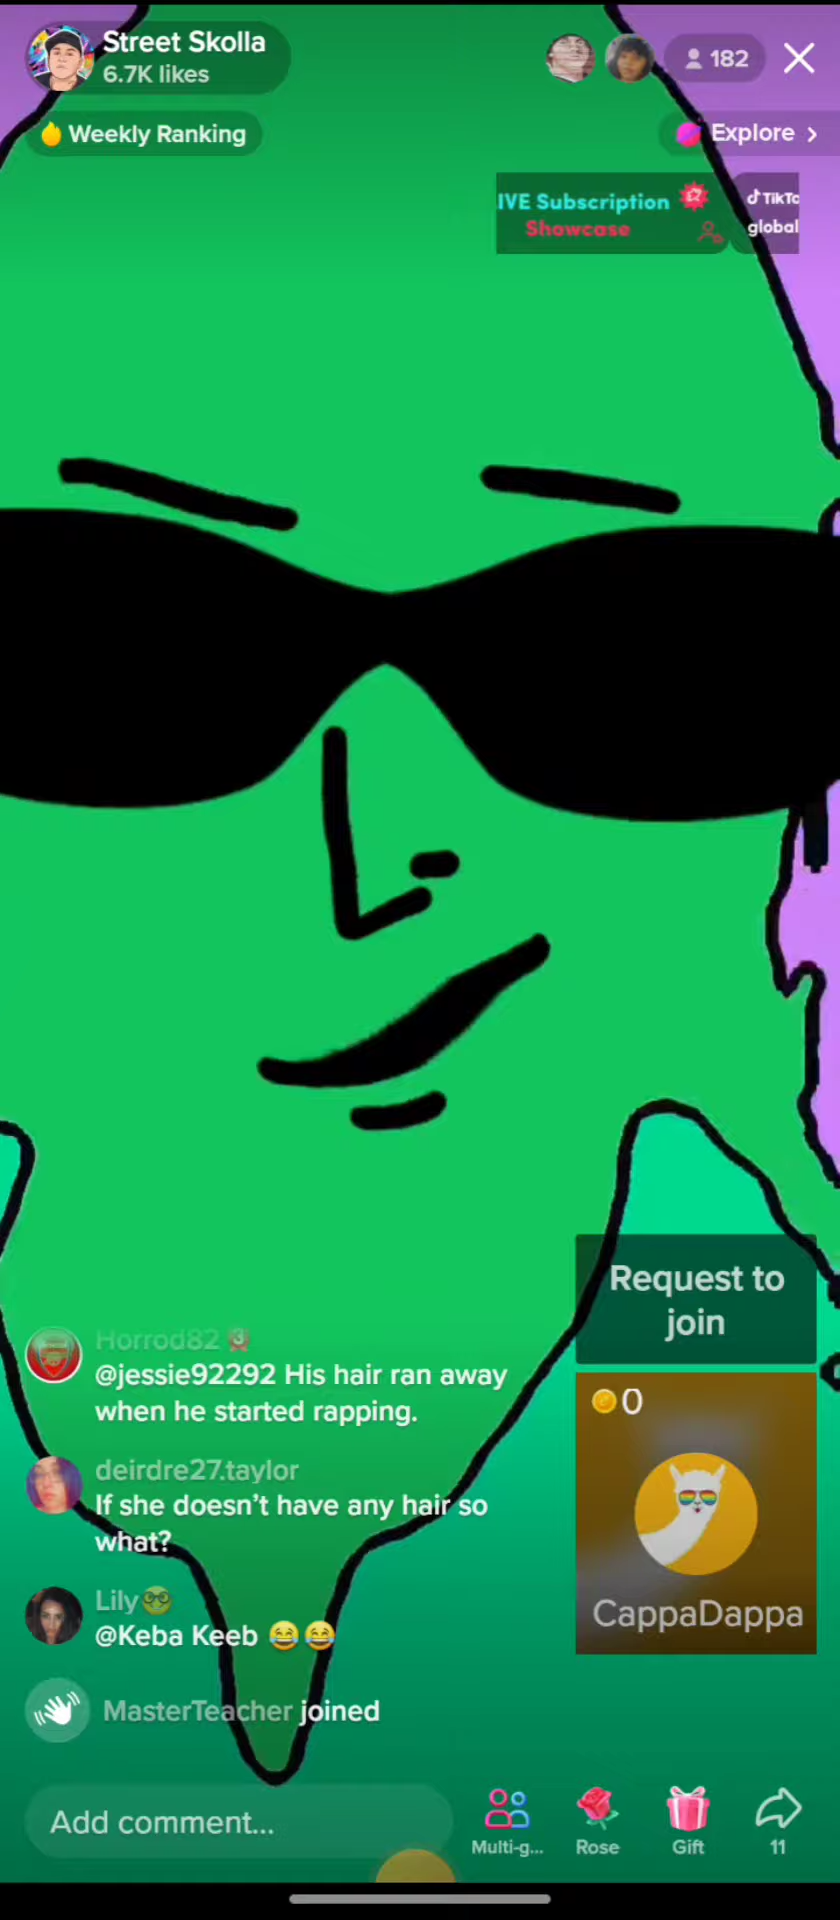 Street Skolla
6.7K likes
182
Weekly Ranking
Explore
IVE Subscription
Showcase
TikTo
global
Request to
join
Horrod82
@jessie92292 His hair ran away
when he started rapping.
0
deirdre27.taylor
If she doesn't have any hair so
what?
Lily🤓
@Keba Keeb 😂 😂
CappaDappa
MasterTeacher joined
Add comment...
Multi-g...
Rose
Gift
11